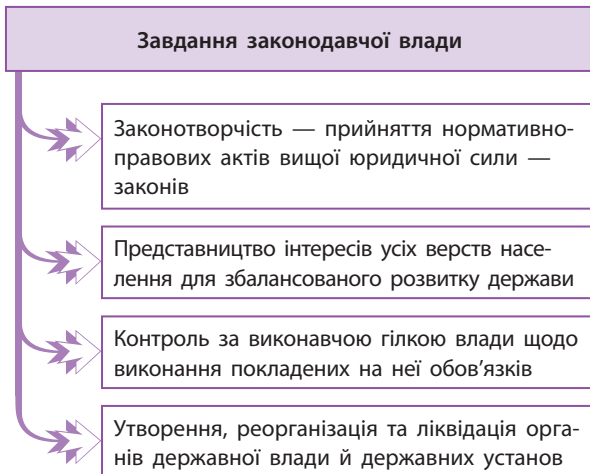 Завдання законодавчої влади
Законотворчість — прийняття нормативно-
правових актів вищої юридичної сили —
законів
Представництво інтересів усіх верств насе-
лення для збалансованого розвитку держави
Контроль за виконавчою гілкою влади щодо
виконання покладених на неї обов’язків
Утворення, реорганізація та ліквідація орга-
нів державної влади й державних установ